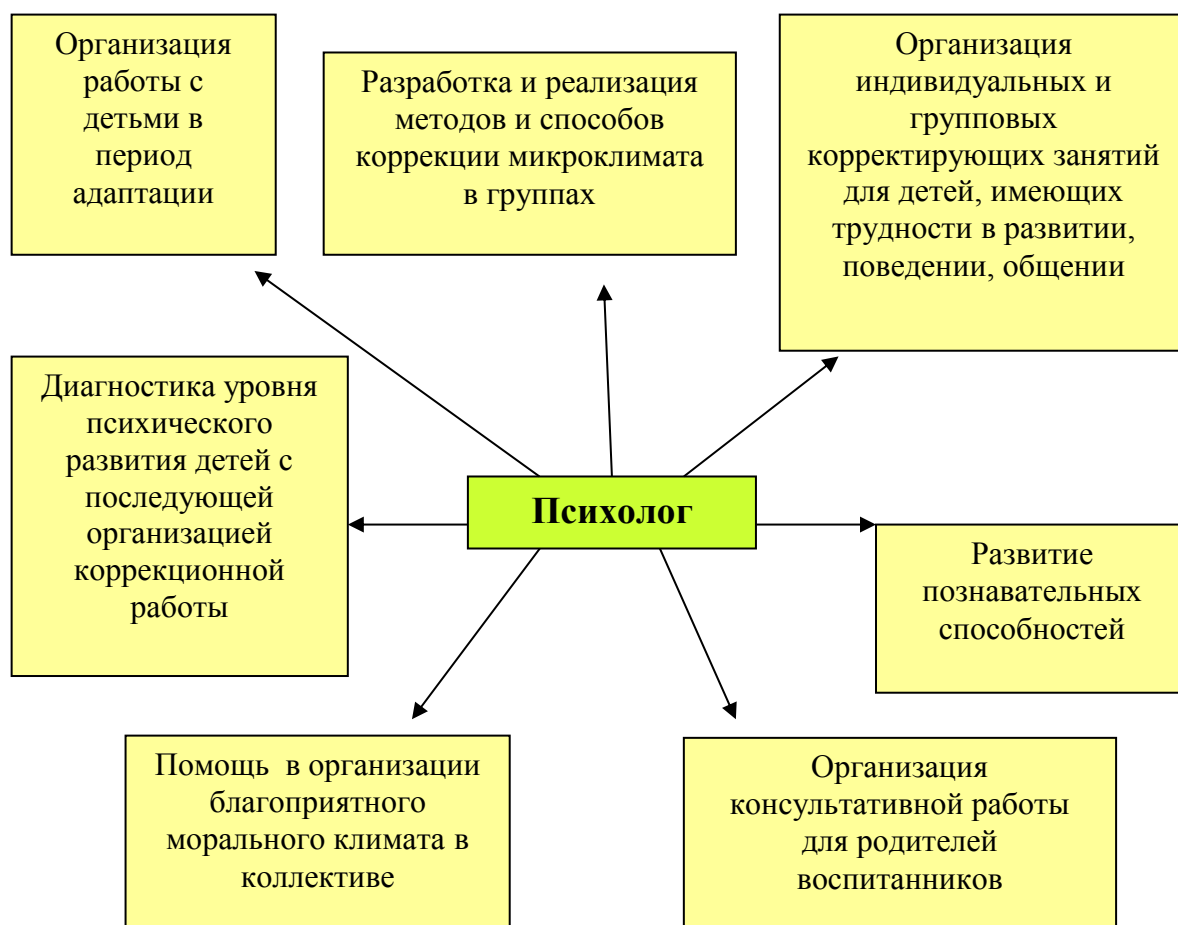 Организация
работы с
детьми в
период
адаптации
Разработка и реализация
методов и способов
коррекции микроклимата
в группах
Организация
индивидуальных и
групповых
корректирующих занятий
для детей, имеющих
трудности в развитии,
поведении, общении
Диагностика уровня
психического
развития детей с
последующей
организацией
коррекционной
работы
Психолог
Развитие
познавательных
способностей
Помощь в организации
благоприятного
морального климата в
коллективе
Организация
консультативной работы
для родителей
воспитанников